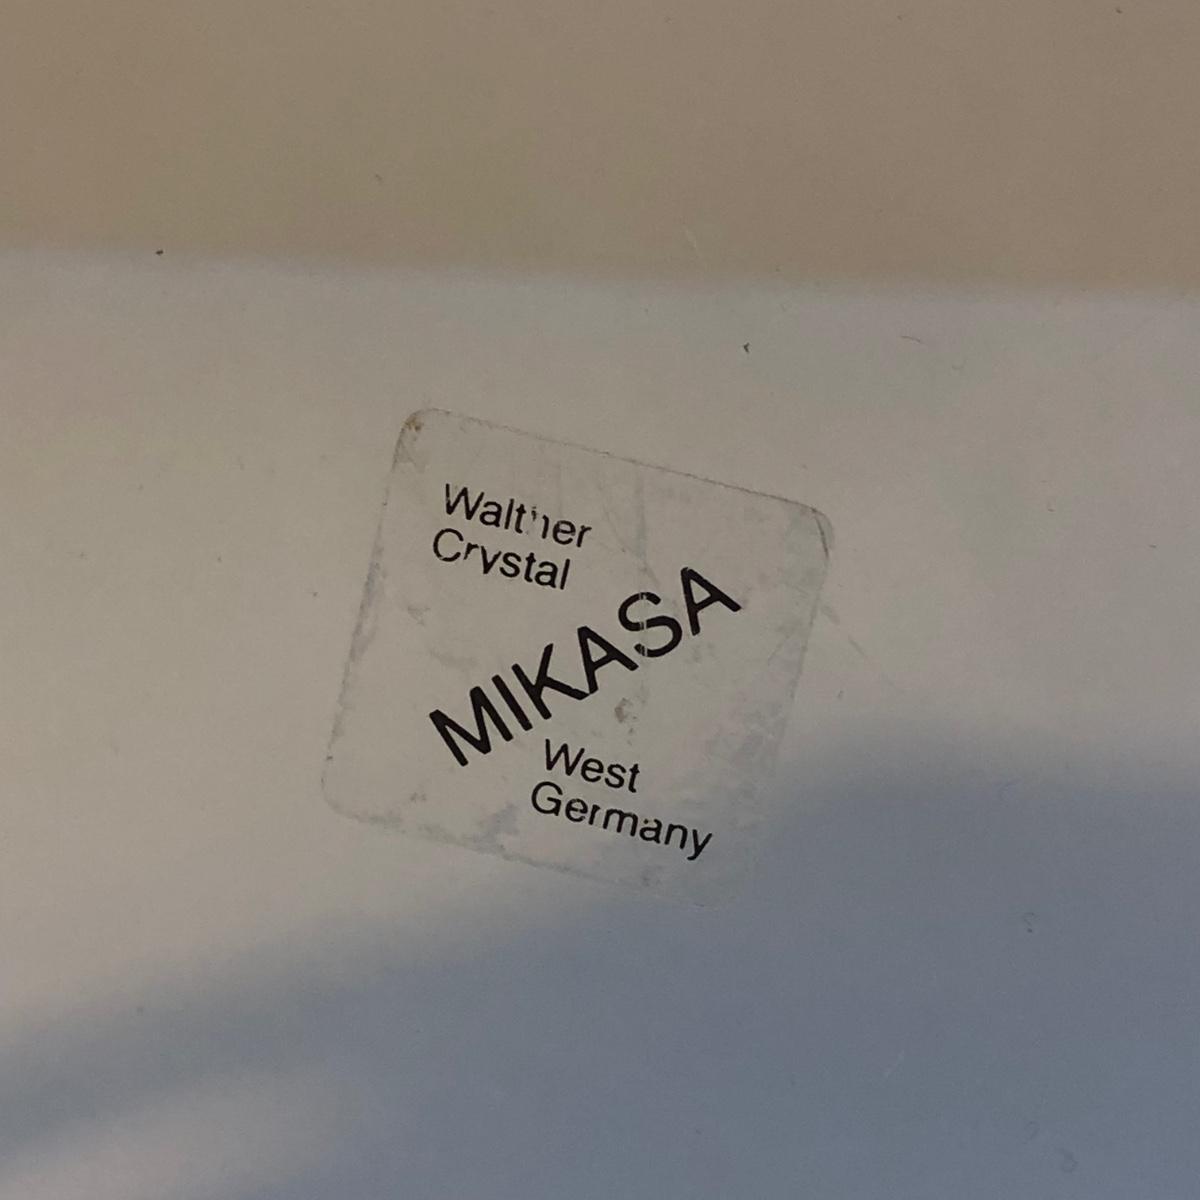 Walther
Crystal
MIKASA
West
Germany